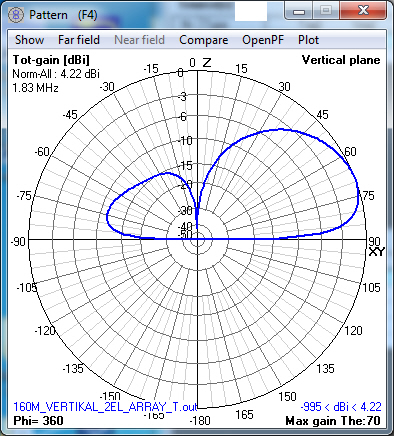 Pattern (F4)
Show Far field Near field Compare OpenPF Plot
Tot-gain [dBi]
Norm-All : 4.22 dBi
1.83 MHz
Vertical plane
0 Z
-15 15
-30 30
-45 45
-60 60
-75 75
-90 90
XY
-105 105
-120 120
-135 135
-150 150
-165 165
-180
0
-3
-6
-10
-15
-20
-30
-40
-50
160M_VERTIKAL_2EL_ARRAY_T.out
-995 < dBi < 4.22
Phi= 360
Max gain The:70